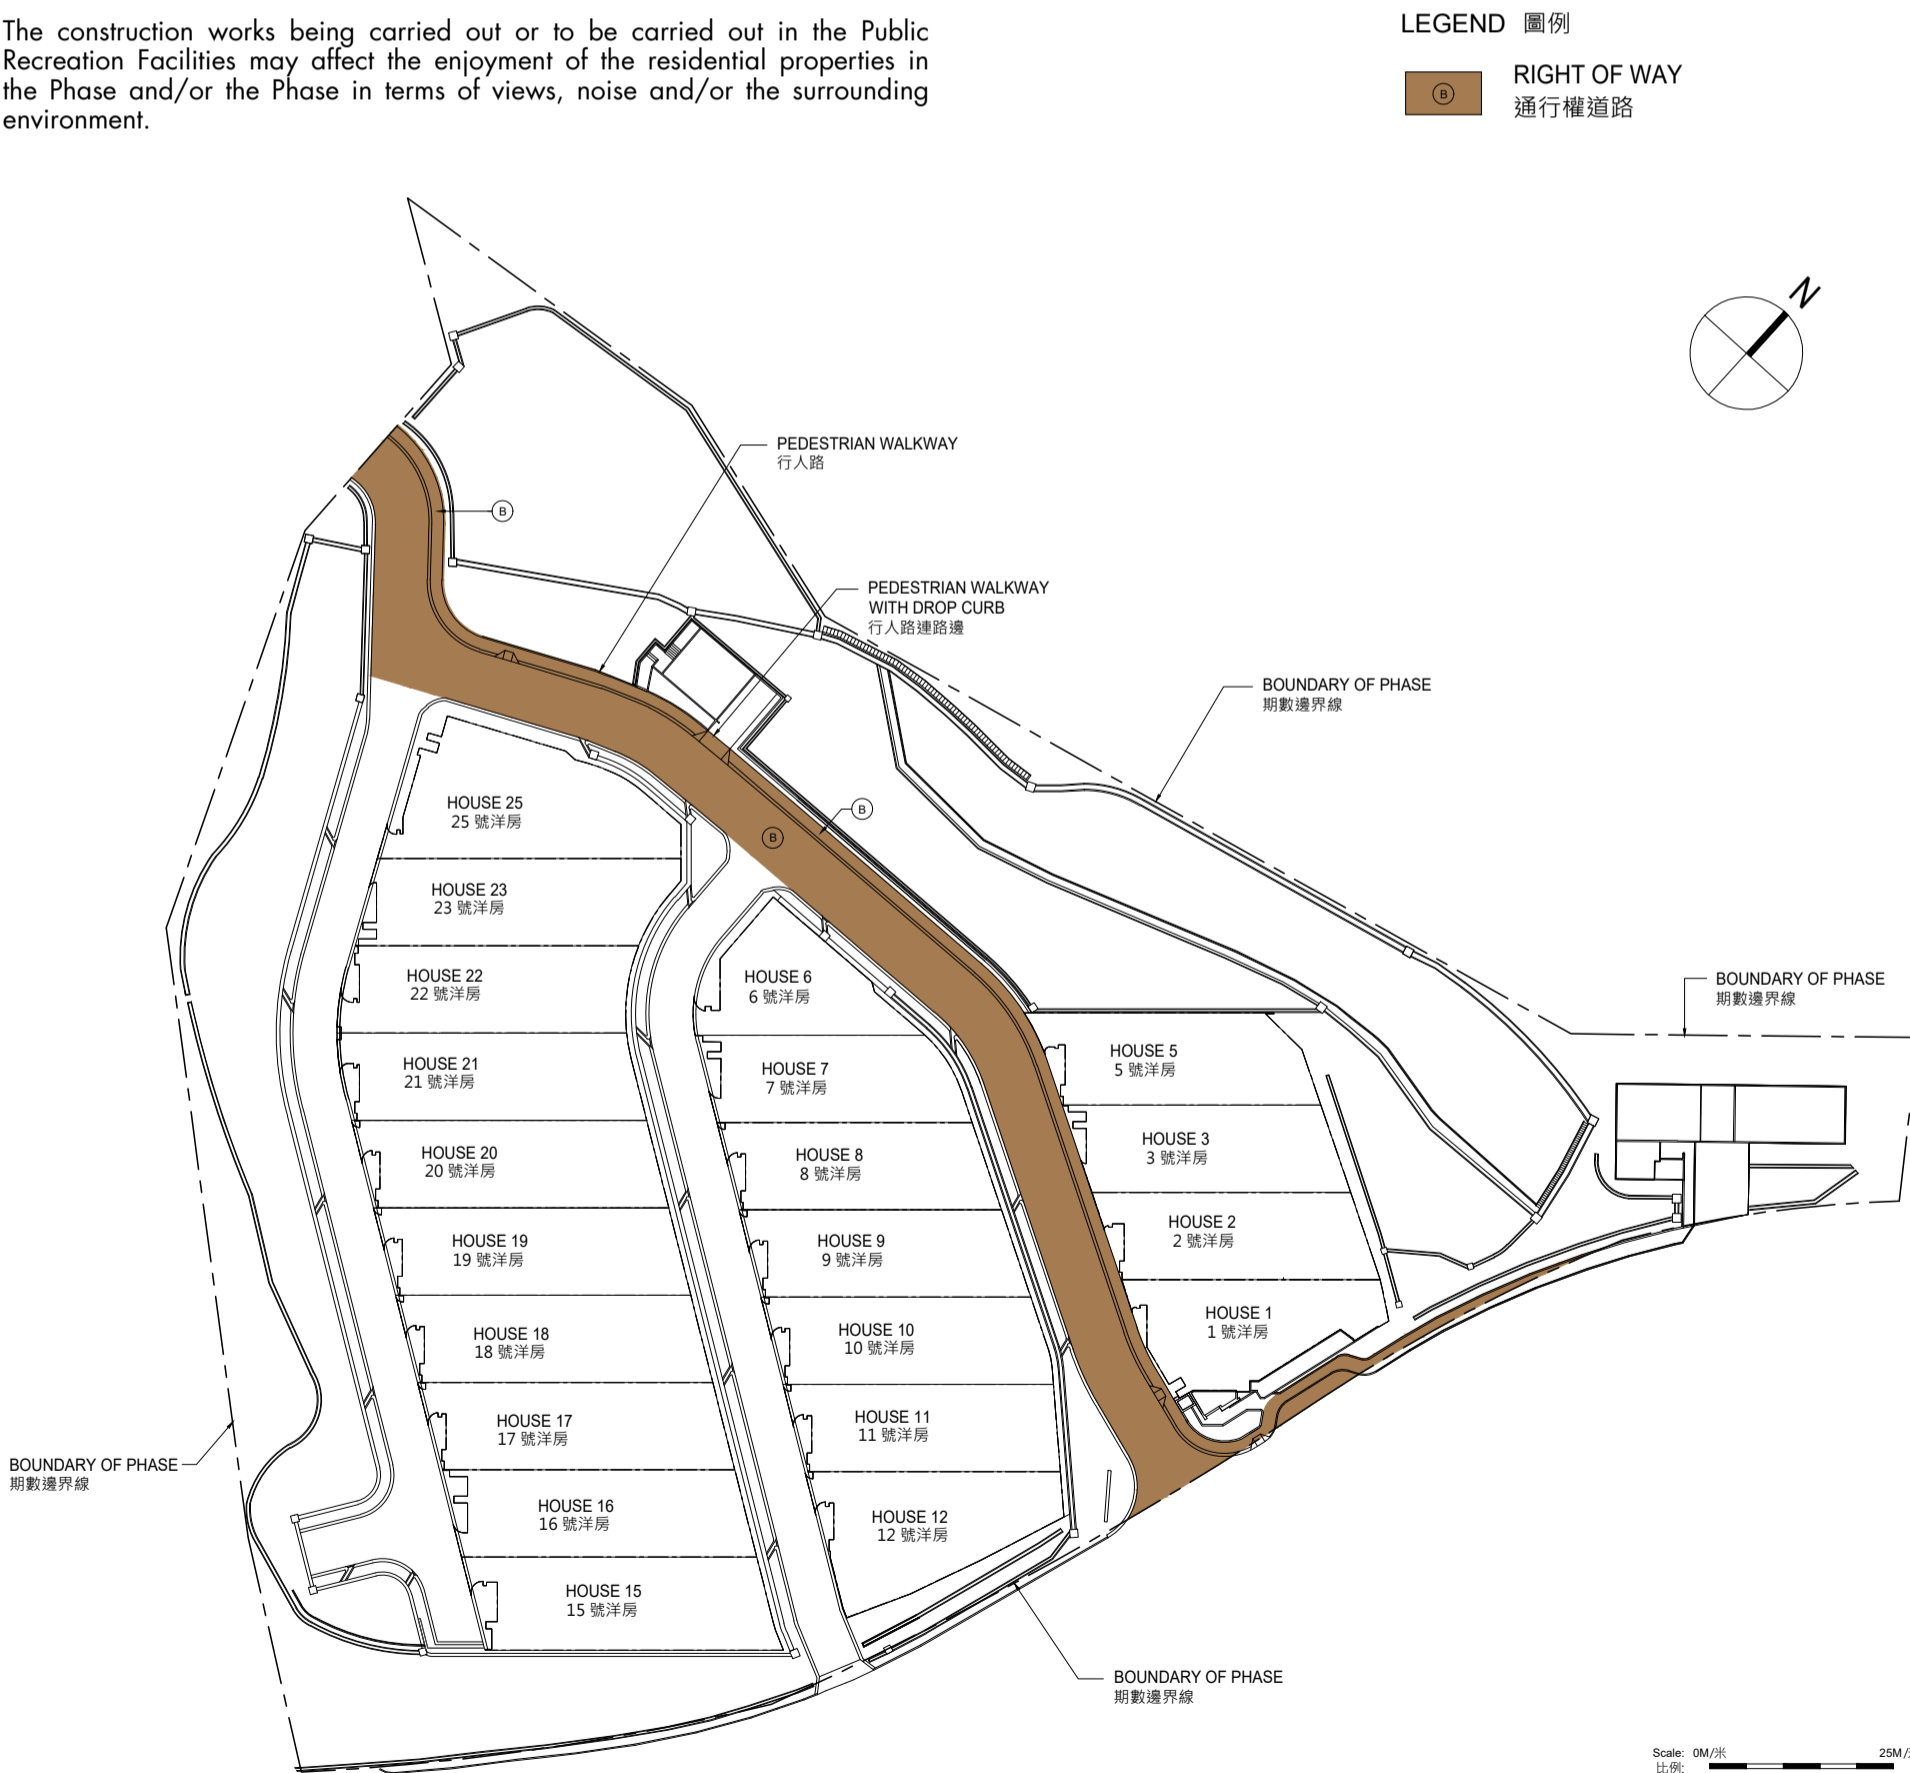 The construction works being carried out or to be carried out in the Public
Recreation Facilities may affect the enjoyment of the residential properties in
the Phase and/or the Phase in terms of views, noise and/or the surrounding
environment.
LEGEND 圖例
B
RIGHT OF WAY
通行權道路
N
PEDESTRIAN WALKWAY
行人路
B
PEDESTRIAN WALKWAY
WITH DROP CURB
行人路連路邊
BOUNDARY OF PHASE
期數邊界線
HOUSE 25
25 號洋房
B
B
HOUSE 23
23 號洋房
HOUSE 22
22 號洋房
HOUSE 6
6 號洋房
BOUNDARY OF PHASE
期數邊界線
HOUSE 21
21 號洋房
HOUSE 7
7 號洋房
HOUSE 5
5 號洋房
HOUSE 20
20 號洋房
HOUSE 8
8 號洋房
HOUSE 3
3 號洋房
HOUSE 19
19 號洋房
HOUSE 9
9 號洋房
HOUSE 2
2 號洋房
HOUSE 18
18 號洋房
HOUSE 10
10 號洋房
HOUSE 1
1 號洋房
HOUSE 17
17 號洋房
HOUSE 11
11 號洋房
BOUNDARY OF PHASE
期數邊界線
HOUSE 16
16 號洋房
HOUSE 12
12 號洋房
HOUSE 15
15 號洋房
BOUNDARY OF PHASE
期數邊界線
Scale: 0M/米 25M/
比例: